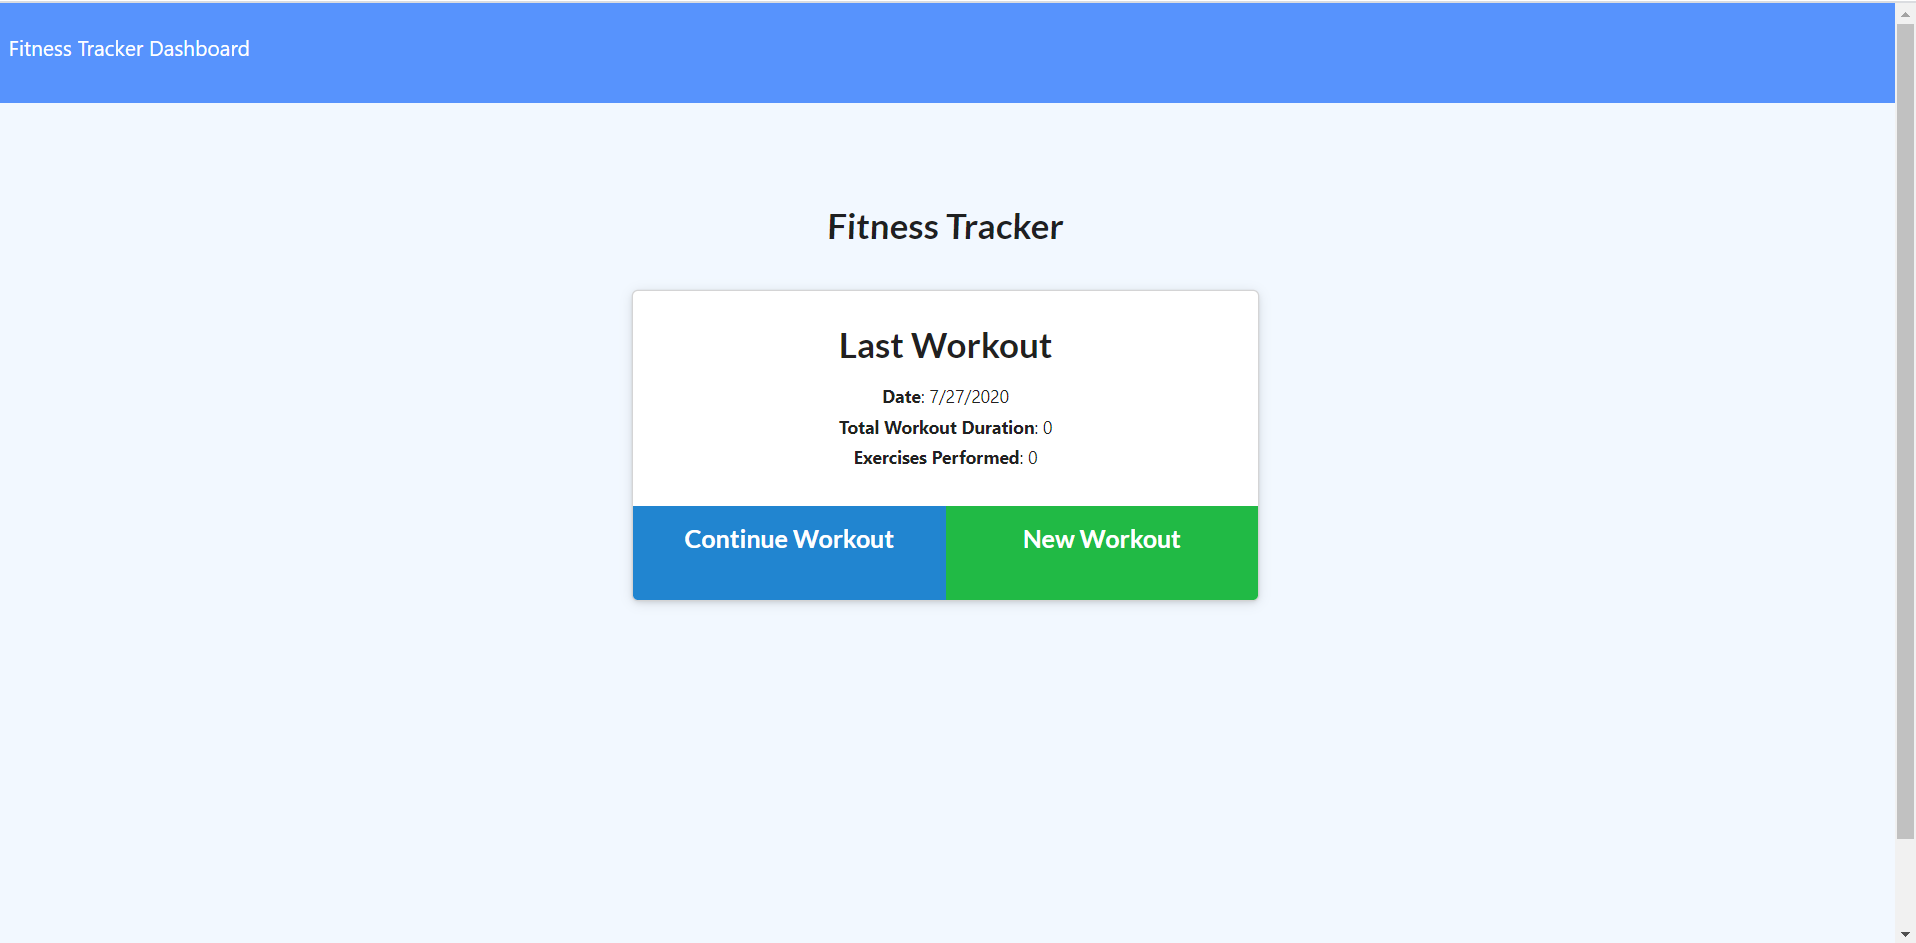 Fitness Tracker Dashboard
Fitness Tracker
Last Workout
Date: 7/27/2020
Total Workout Duration: 0
Exercises Performed: 0
Continue Workout
New Workout